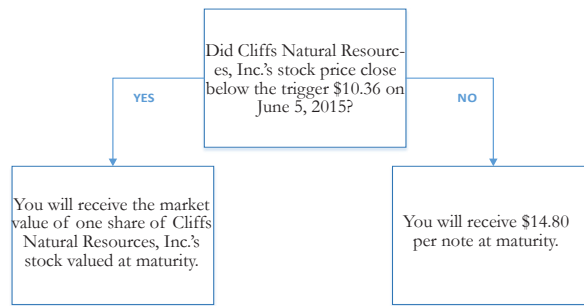 Did Cliffs Natural Resourc-
es, Inc.'s stock price close
below the trigger $10.36 on
June 5, 2015?
YES
NO
You will receive the market
value of one share of Cliffs
Natural Resources, Inc.'s
stock valued at maturity.
You will receive $14.80
per note at maturity.